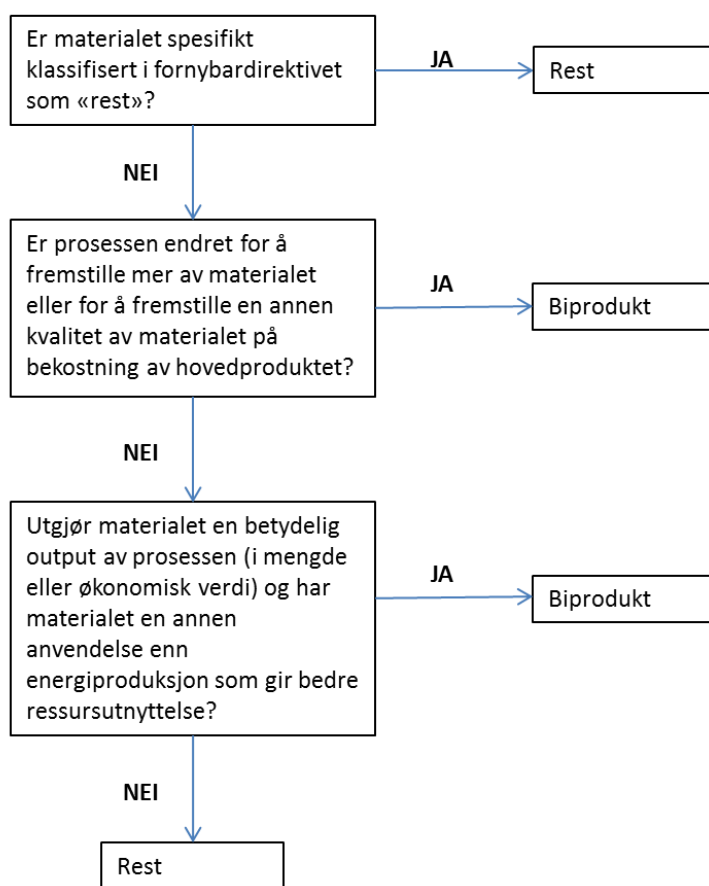 Er materialet spesifikt
klassifisert i fornybardirektivet
som «rest»?
JA
Rest
NEI
Er prosessen endret for å
fremstille mer av materialet
eller for å fremstille en annen
kvalitet av materialet på
bekostning av hovedproduktet?
JA
Biprodukt
NEI
Utgjør materialet en betydelig
output av prosessen (i mengde
eller økonomisk verdi) og har
materialet en annen
anvendelse enn
energiproduksjon som gir bedre
ressursutnyttelse?
JA
Biprodukt
NEI
Rest